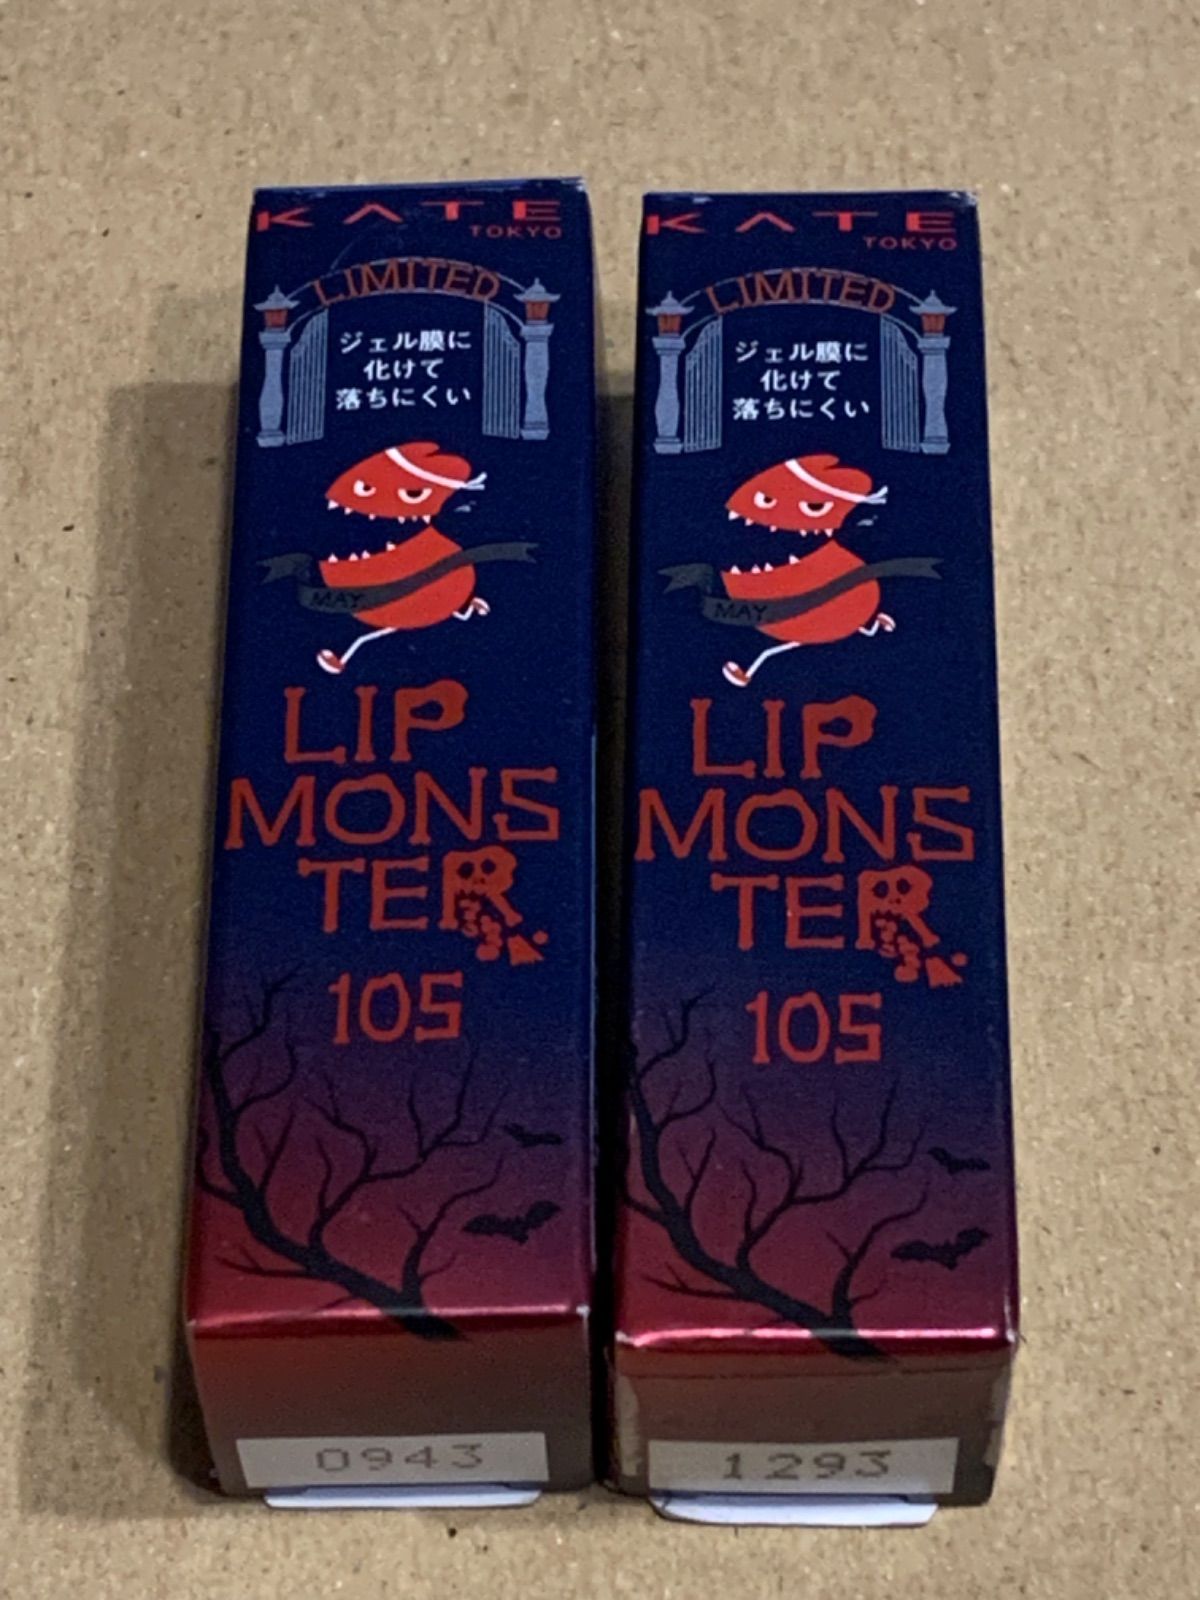 KATE
TOKYO
LIMITED
ジェル膜に
化けて
落ちにくい
MAY
LIP
MONS
TER
105
0943
KATE
TOKYO
LIMITED
ジェル膜に
化けて
落ちにくい
MAY
LIP
MONS
TER
105
1293